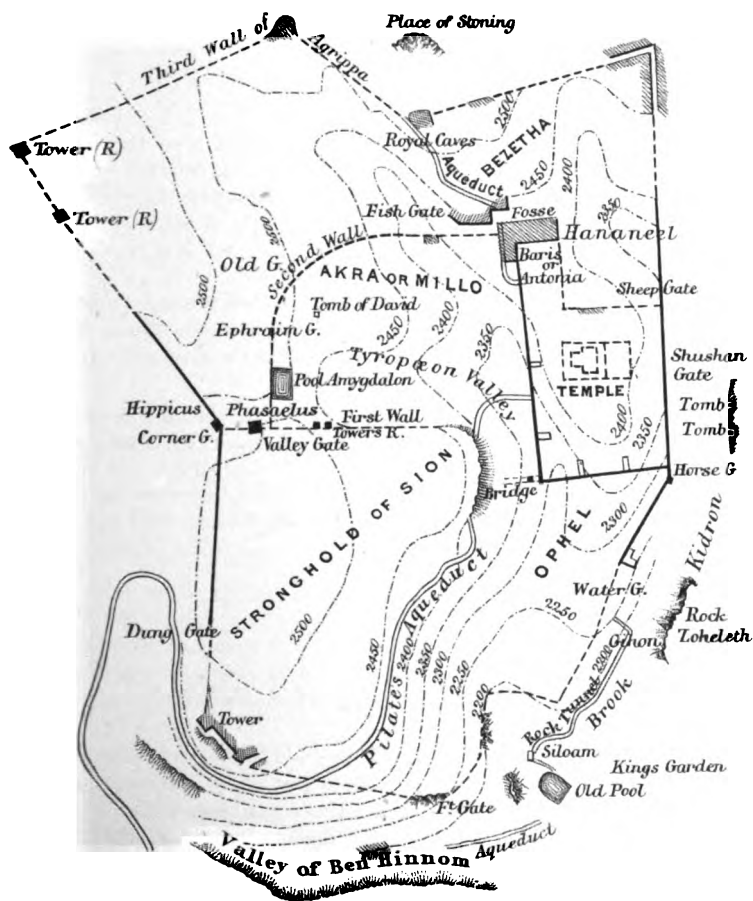 Place of Stoning
Third Wall of Agrippa
2500
Royal Caves
BEZETHA
Aqueduct
2450
2400
Tower (R)
Tower (R)
Fish Gate
Fosse
2350
Hananeel
Second Wall
Old G.
2500
2500
Baris
or
Antonia
AKRA OR MILLO
Sheep Gate
Tomb of David
2450
2400
2350
Ephraim G.
Tyropœon Valley
Shushan
Gate
TEMPLE
Pool Amygdalon
2400
2350
Tomb
Tomb
Hippicus
Phasaelus
First Wall
Corner G.
Valley Gate
Towers R.
Horse G
Bridge
STRONGHOLD OF SION
OPHEL
2300
Kidron
Water G.
2250
Pilates Aqueduct
Rock
Zoheleth
Gihon
Dung Gate
2500
2450
2400
2350
2300
2250
2200
2200
Rock Tunnel
Brook
Tower
Siloam
Kings Garden
Old Pool
Ft Gate
Aqueduct
Valley of Ben Hinnom